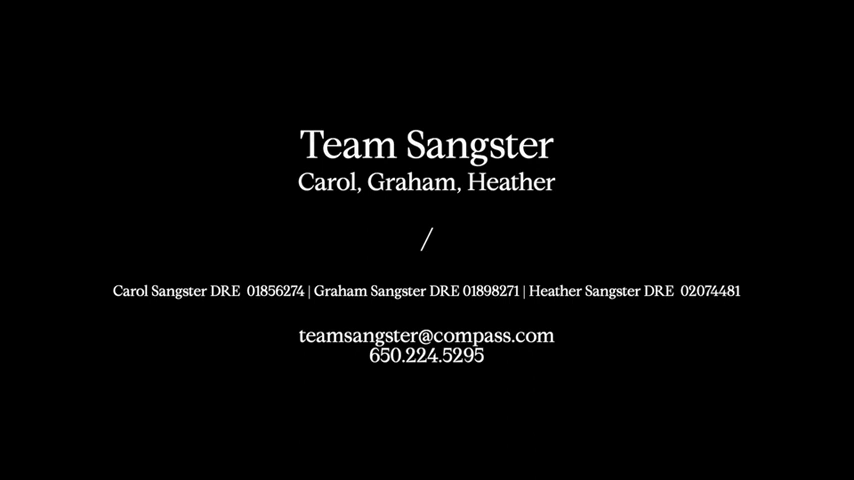 Team Sangster
Carol, Graham, Heather
/
Carol Sangster DRE  01856274 | Graham Sangster DRE 01898271 | Heather Sangster DRE  02074481
teamsangster@compass.com
650.224.5295